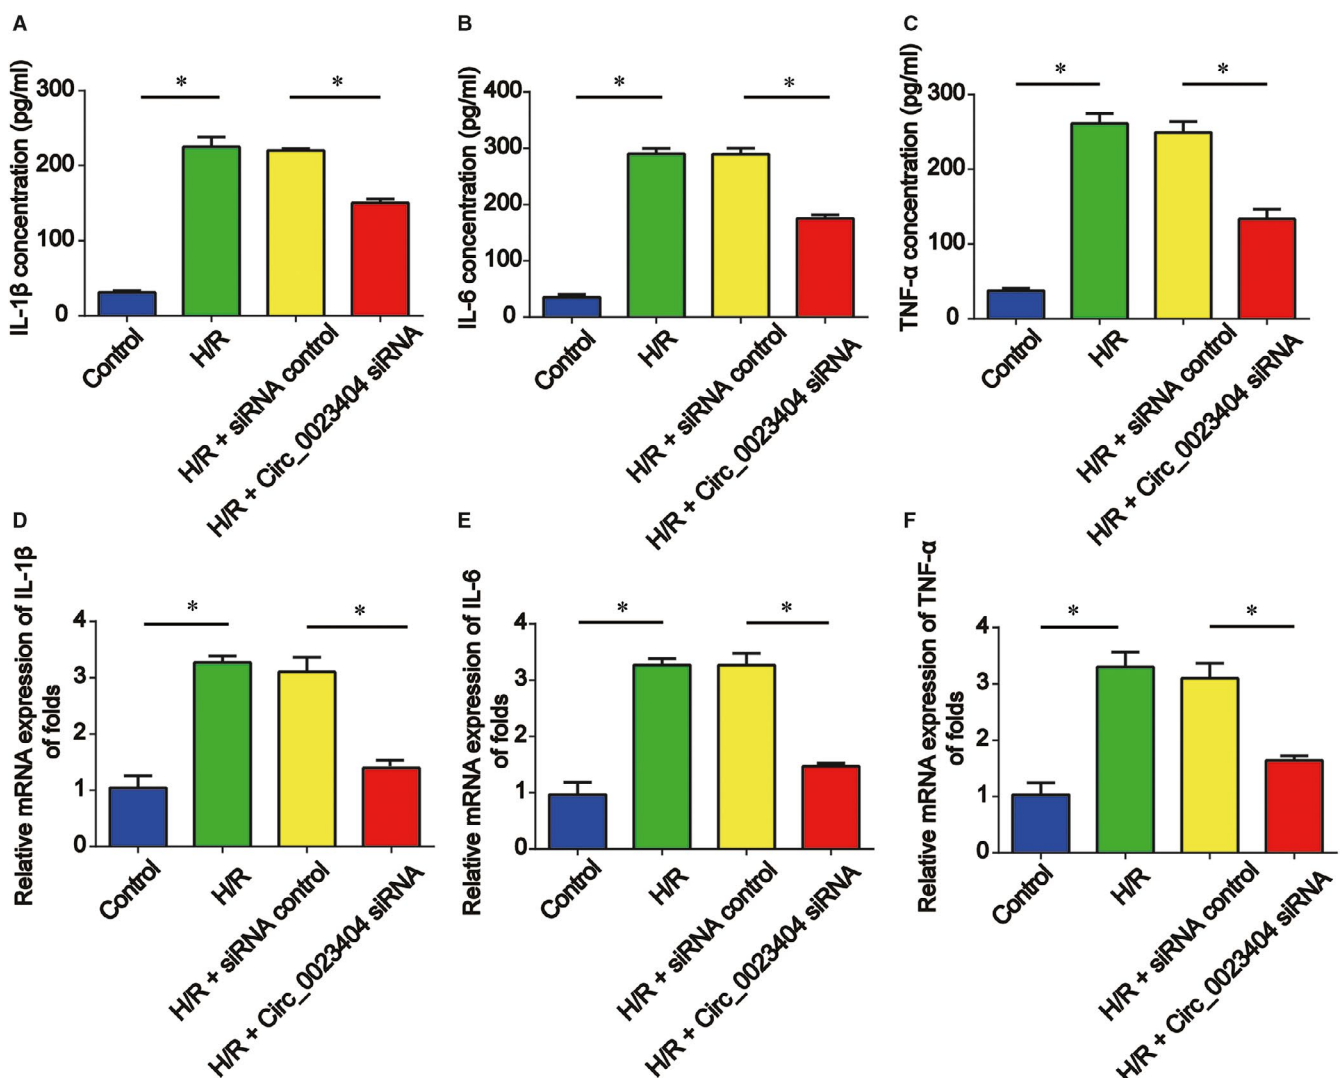 A
IL-1β concentration (pg/ml)
300
200
100
0
*
*
Control
H/R
H/R + siRNA control
H/R + Circ_0023404 siRNA
B
IL-6 concentration (pg/ml)
400
300
200
100
0
*
*
Control
H/R
H/R + siRNA control
H/R + Circ_0023404 siRNA
C
TNF-α concentration (pg/ml)
300
200
100
0
*
*
Control
H/R
H/R + siRNA control
H/R + Circ_0023404 siRNA
D
Relative mRNA expression of IL-1β
of folds
4
3
2
1
0
*
*
Control
H/R
H/R + siRNA control
H/R + Circ_0023404 siRNA
E
Relative mRNA expression of IL-6
of folds
4
3
2
1
0
*
*
Control
H/R
H/R + siRNA control
H/R + Circ_0023404 siRNA
F
Relative mRNA expression of TNF-α
of folds
4
3
2
1
0
*
*
Control
H/R
H/R + siRNA control
H/R + Circ_0023404 siRNA